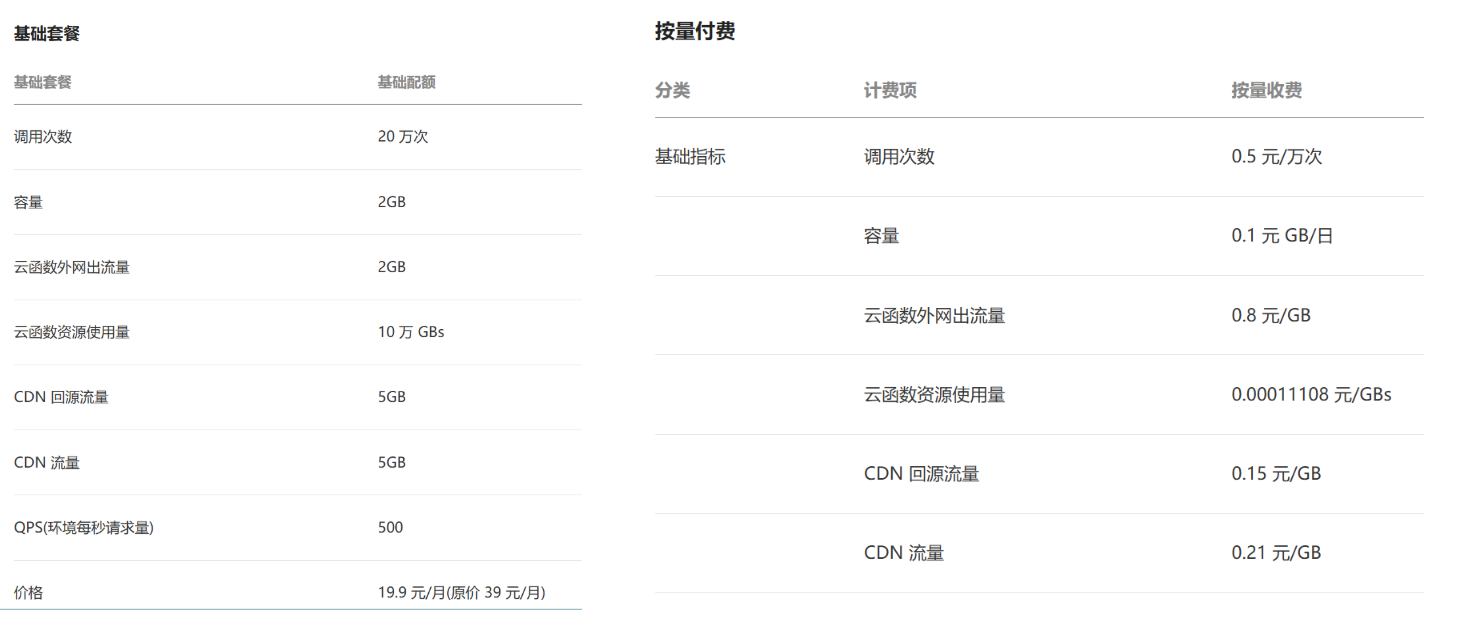 基础套餐
基础套餐 基础配额
调用次数 20 万次
容量 2GB
云函数外网出流量 2GB
云函数资源使用量 10 万 GBs
CDN 回源流量 5GB
CDN 流量 5GB
QPS(环境每秒请求量) 500
价格 19.9 元/月(原价 39 元/月)
按量付费
分类 计费项 按量收费
基础指标 调用次数 0.5 元/万次
容量 0.1 元 GB/日
云函数外网出流量 0.8 元/GB
云函数资源使用量 0.00011108 元/GBs
CDN 回源流量 0.15 元/GB
CDN 流量 0.21 元/GB